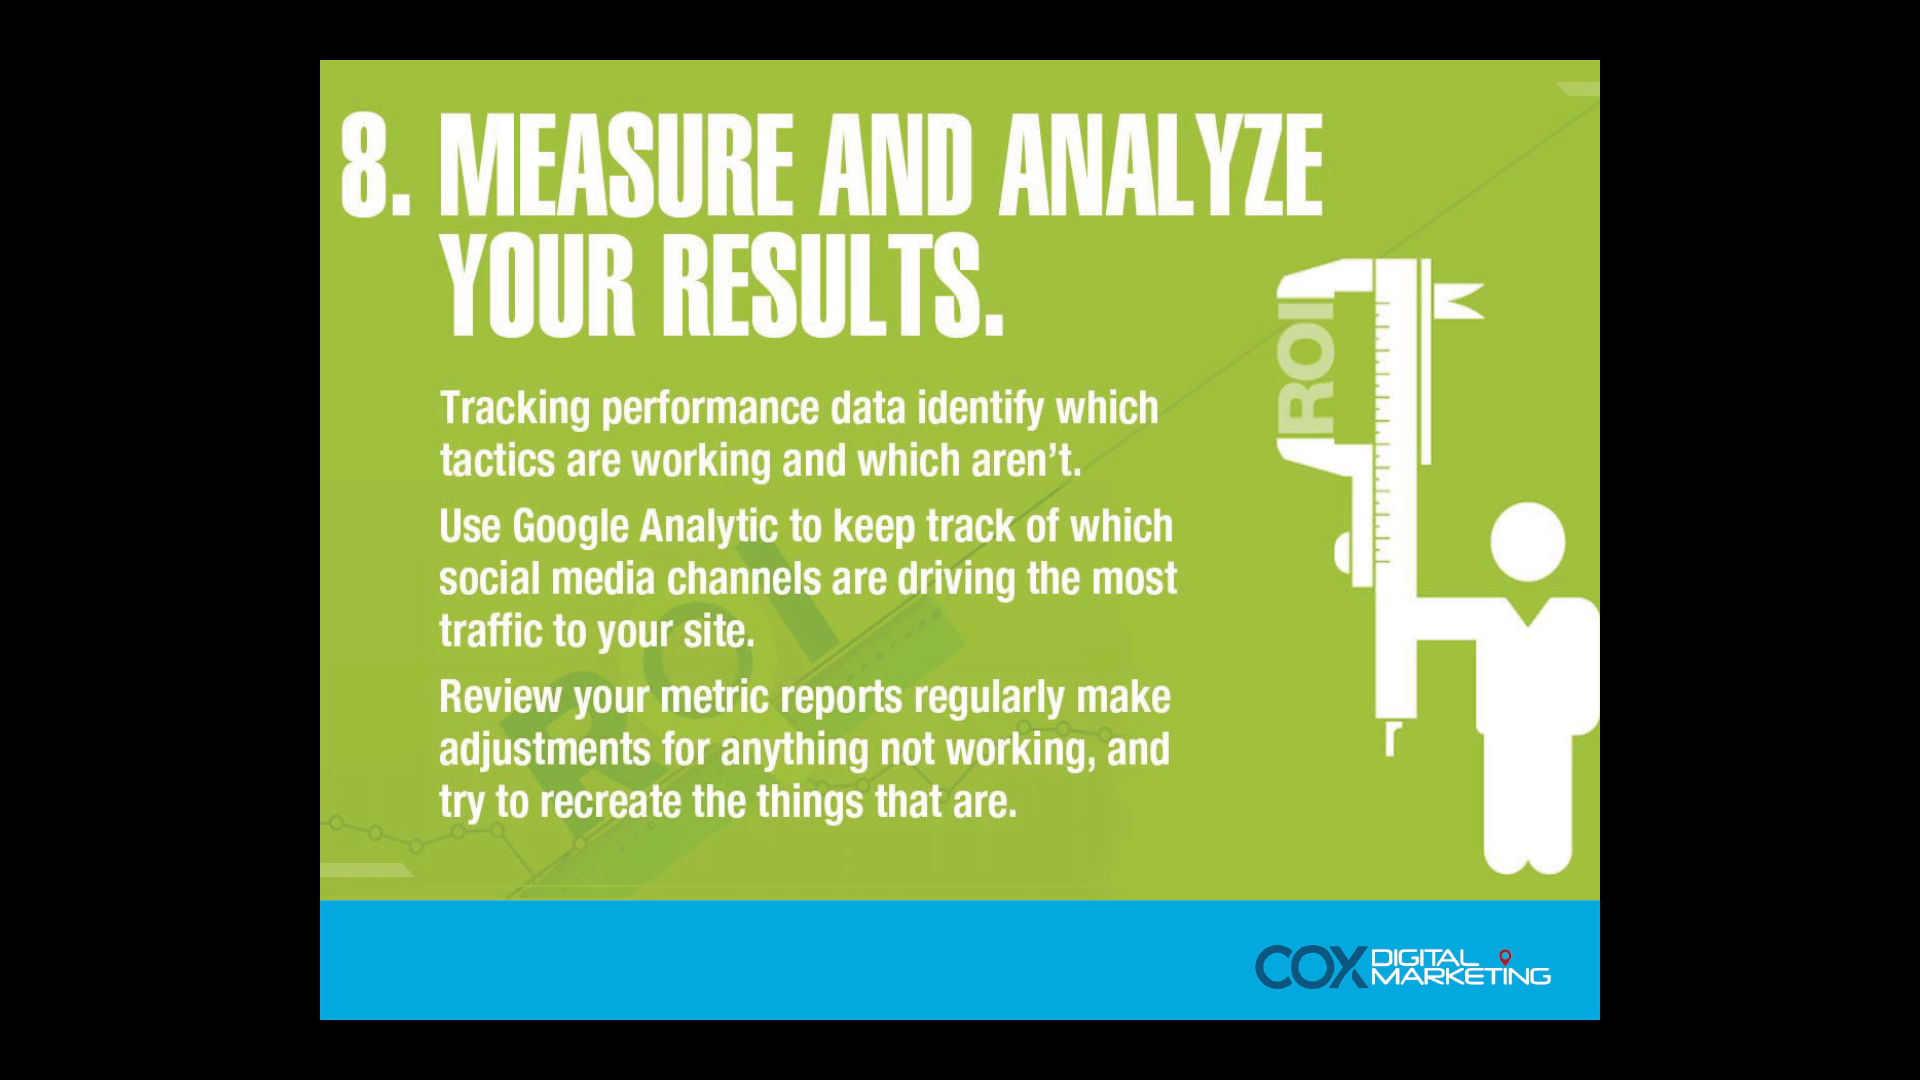 8. MEASURE AND ANALYZE
YOUR RESULTS.
Tracking performance data identify which
tactics are working and which aren't.
Use Google Analytic to keep track of which
social media channels are driving the most
traffic to your site.
Review your metric reports regularly make
adjustments for anything not working, and
try to recreate the things that are.
ROI
ROI
r
COX DIGITAL
MARKETING